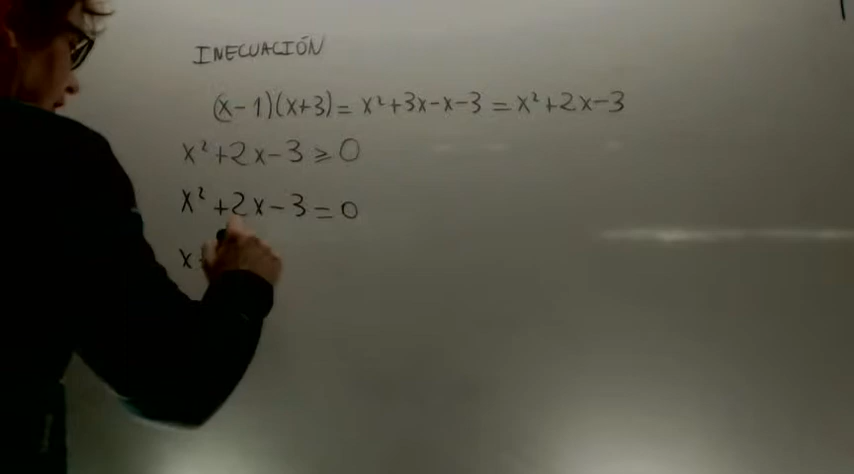 INECUACIÓN
(x-1)(x+3) = x²+3x-x-3 = x²+2x-3
x²+2x-3 ≥ 0
x²+2x-3 = 0
x